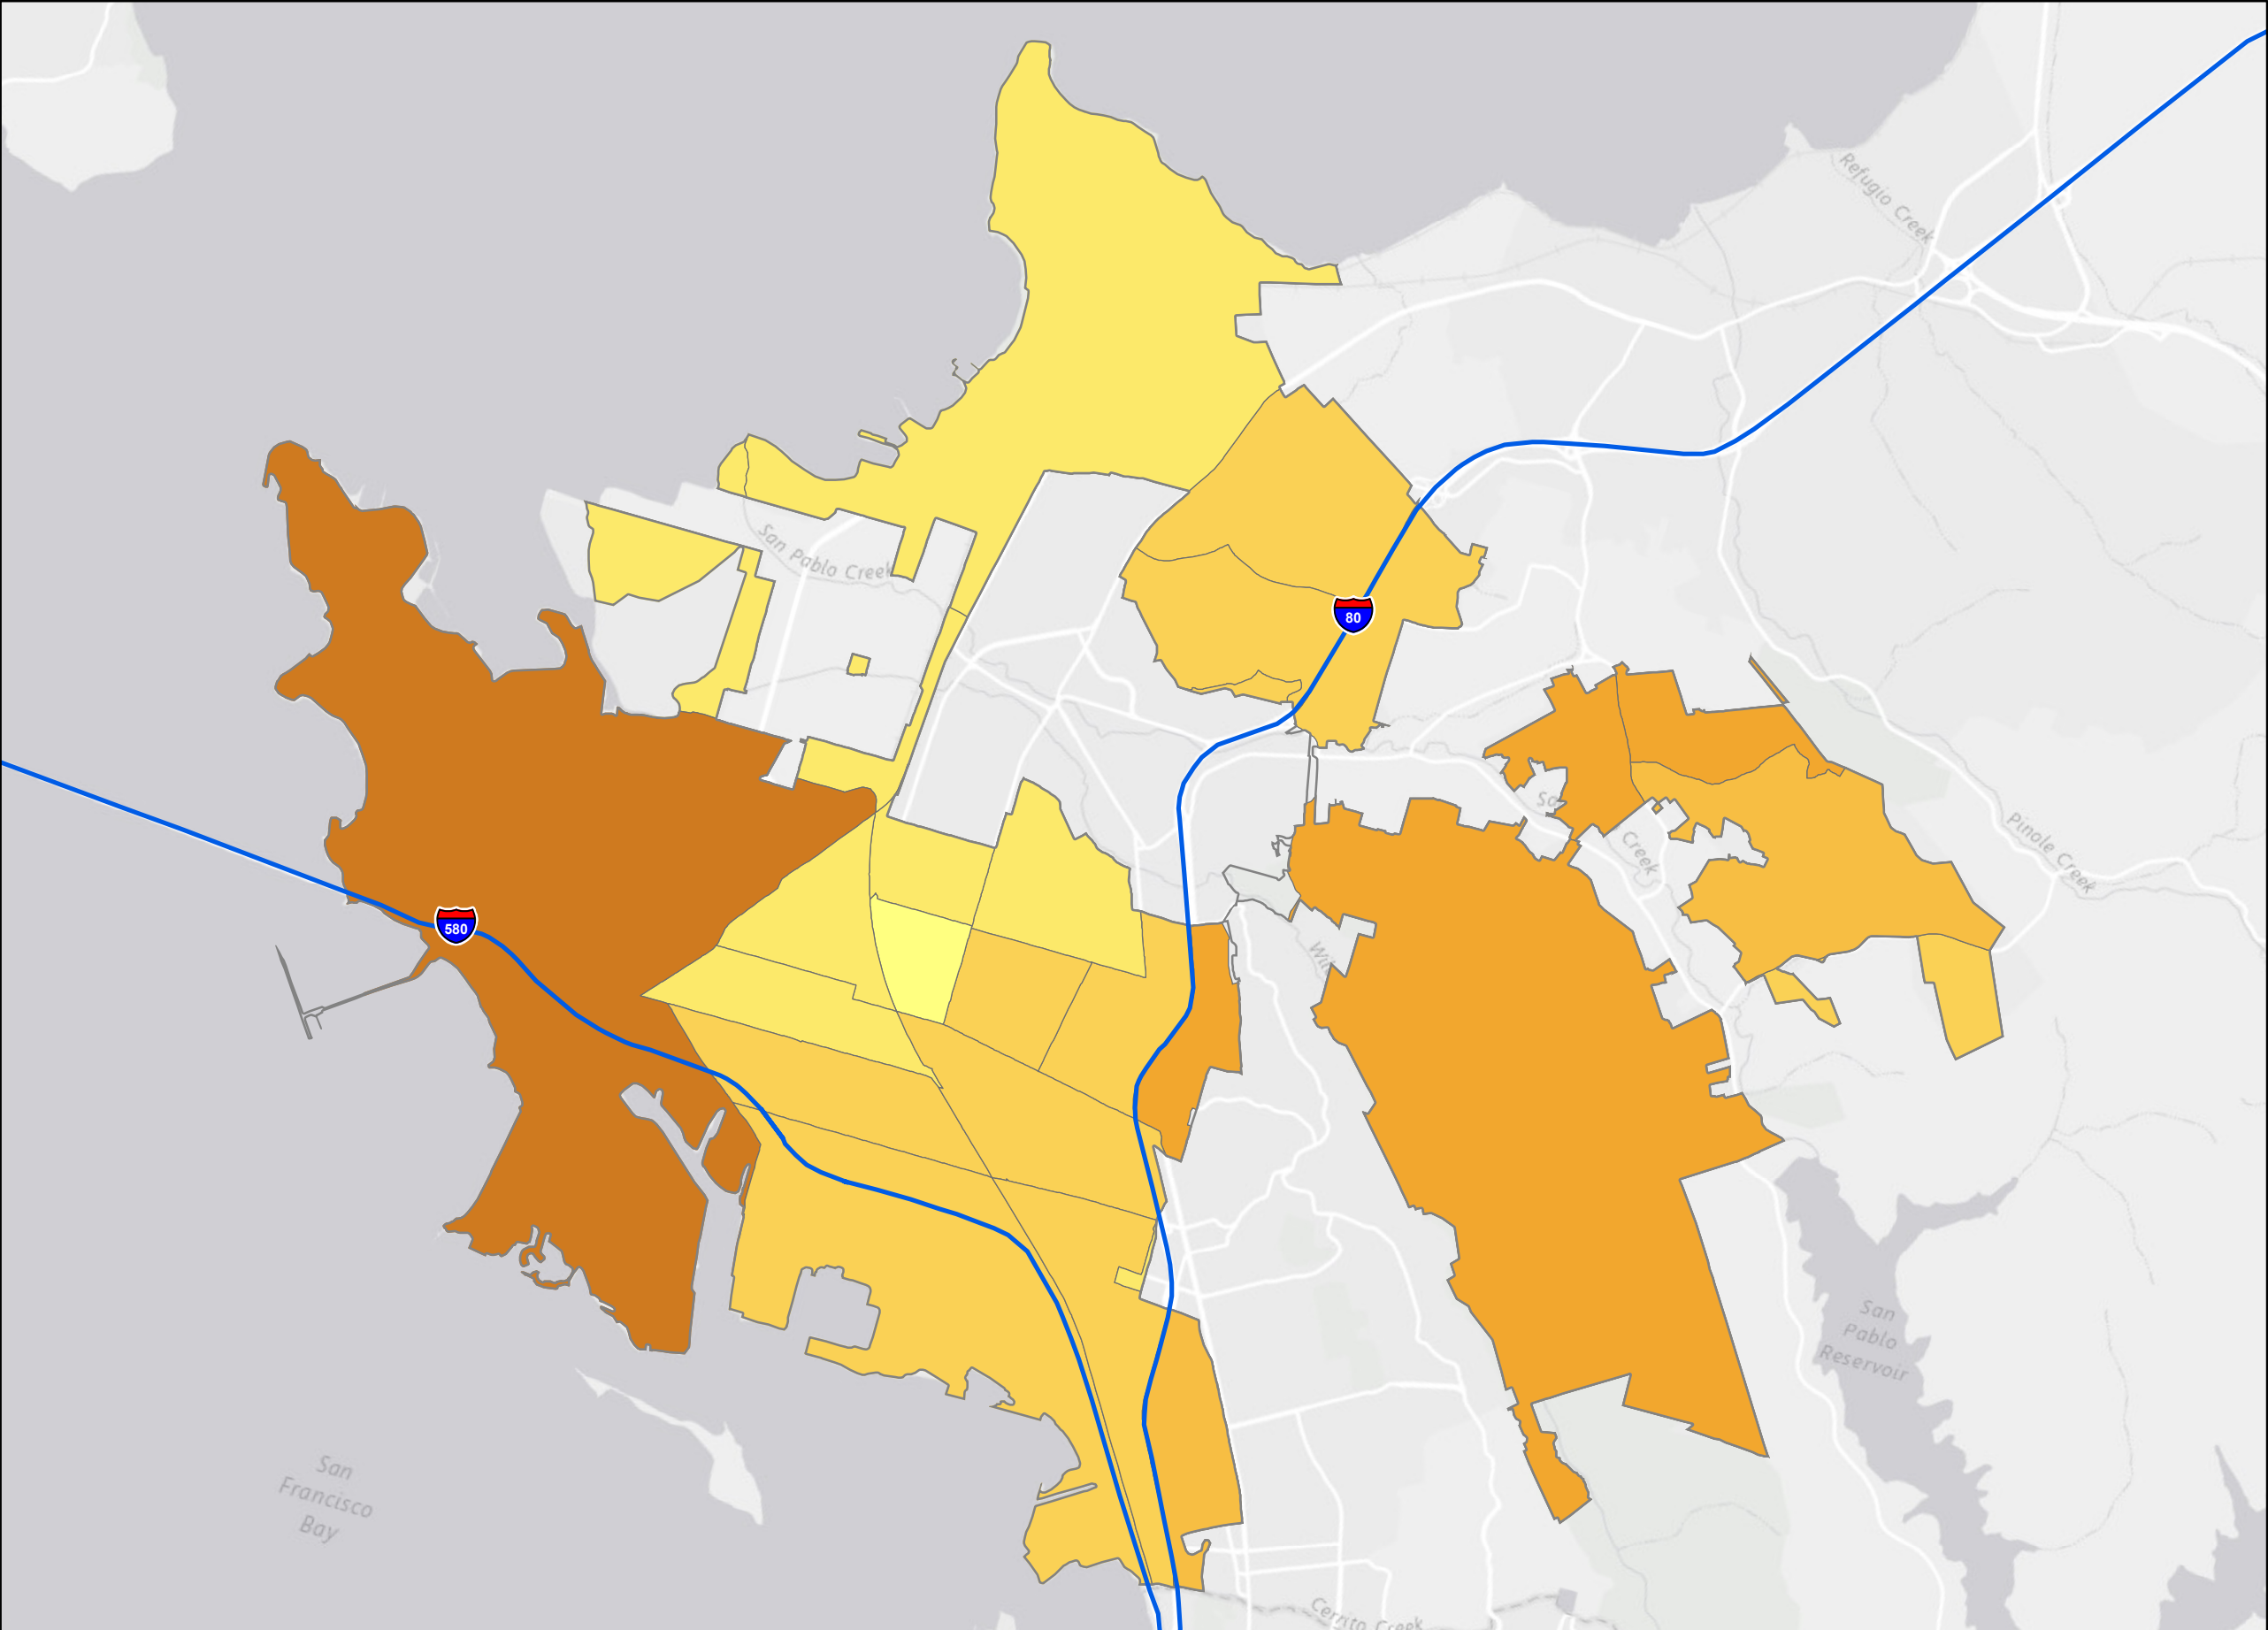 Refugio Creek
San Pablo Creek
80
Creek
Pinole Creek
580
San
Pablo
Reservoir
San
Francisco
Bay
Cerrito Creek